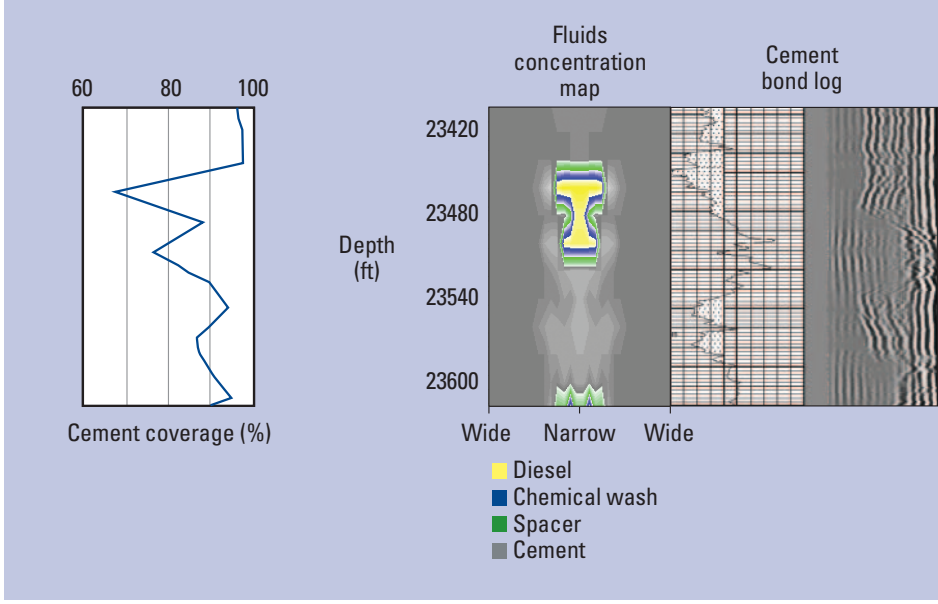 60 80 100
Cement coverage (%)
Depth
(ft)
Fluids
concentration
map
Cement
bond log
23420
23480
23540
23600
Wide Narrow Wide
Diesel
Chemical wash
Spacer
Cement